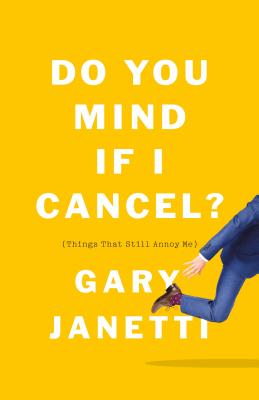 DO YOU
MIND
IF I
CANCEL?
(Things That Still Annoy Me)
GARY
JANETTI